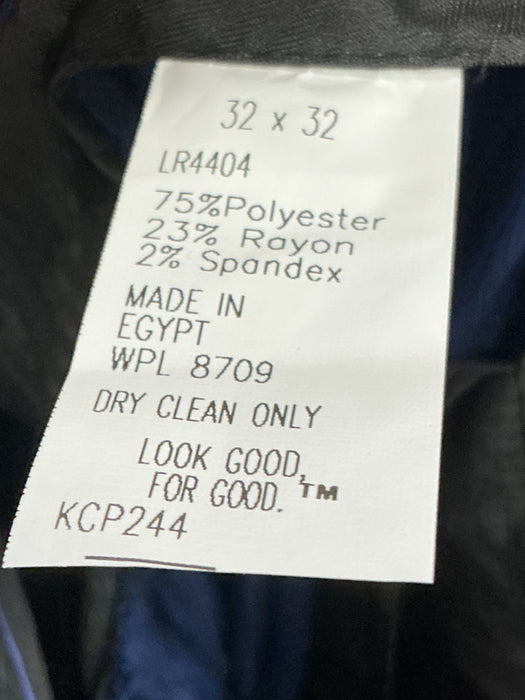 32 x 32
LR4404
75%Polyester
23% Rayon
2% Spandex
MADE IN
EGYPT
WPL 8709
DRY CLEAN ONLY
LOOK GOOD,
FOR GOOD.™
KCP244